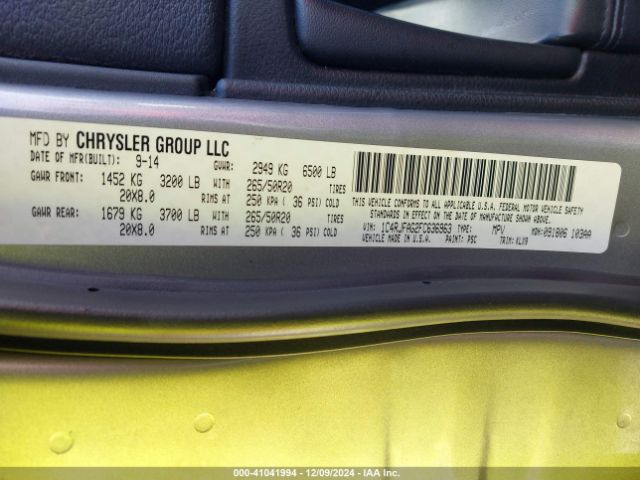 MFD BY CHRYSLER GROUP LLC
DATE OF MFR(BUILT): 9-14 GVWR: 2949 KG 6500 LB
GAWR FRONT: 1452 KG 3200 LB WITH 265/50R20 TIRES
20X8.0 RIMS AT 250 KPA ( 36 PSI) COLD
GAWR REAR: 1679 KG 3700 LB WITH 265/50R20 TIRES
20X8.0 RIMS AT 250 KPA ( 36 PSI) COLD
THIS VEHICLE CONFORMS TO ALL APPLICABLE U.S.A. FEDERAL MOTOR VEHICLE SAFETY
STANDARDS IN EFFECT ON THE DATE OF MANUFACTURE SHOWN ABOVE.
VIN: 1C4RJFAG2FC636963 TYPE: MPV MDH: 091806 103AA
PAINT: PSC TRIM: KLX9
000-41041994 - 12/09/2024 - IAA Inc.